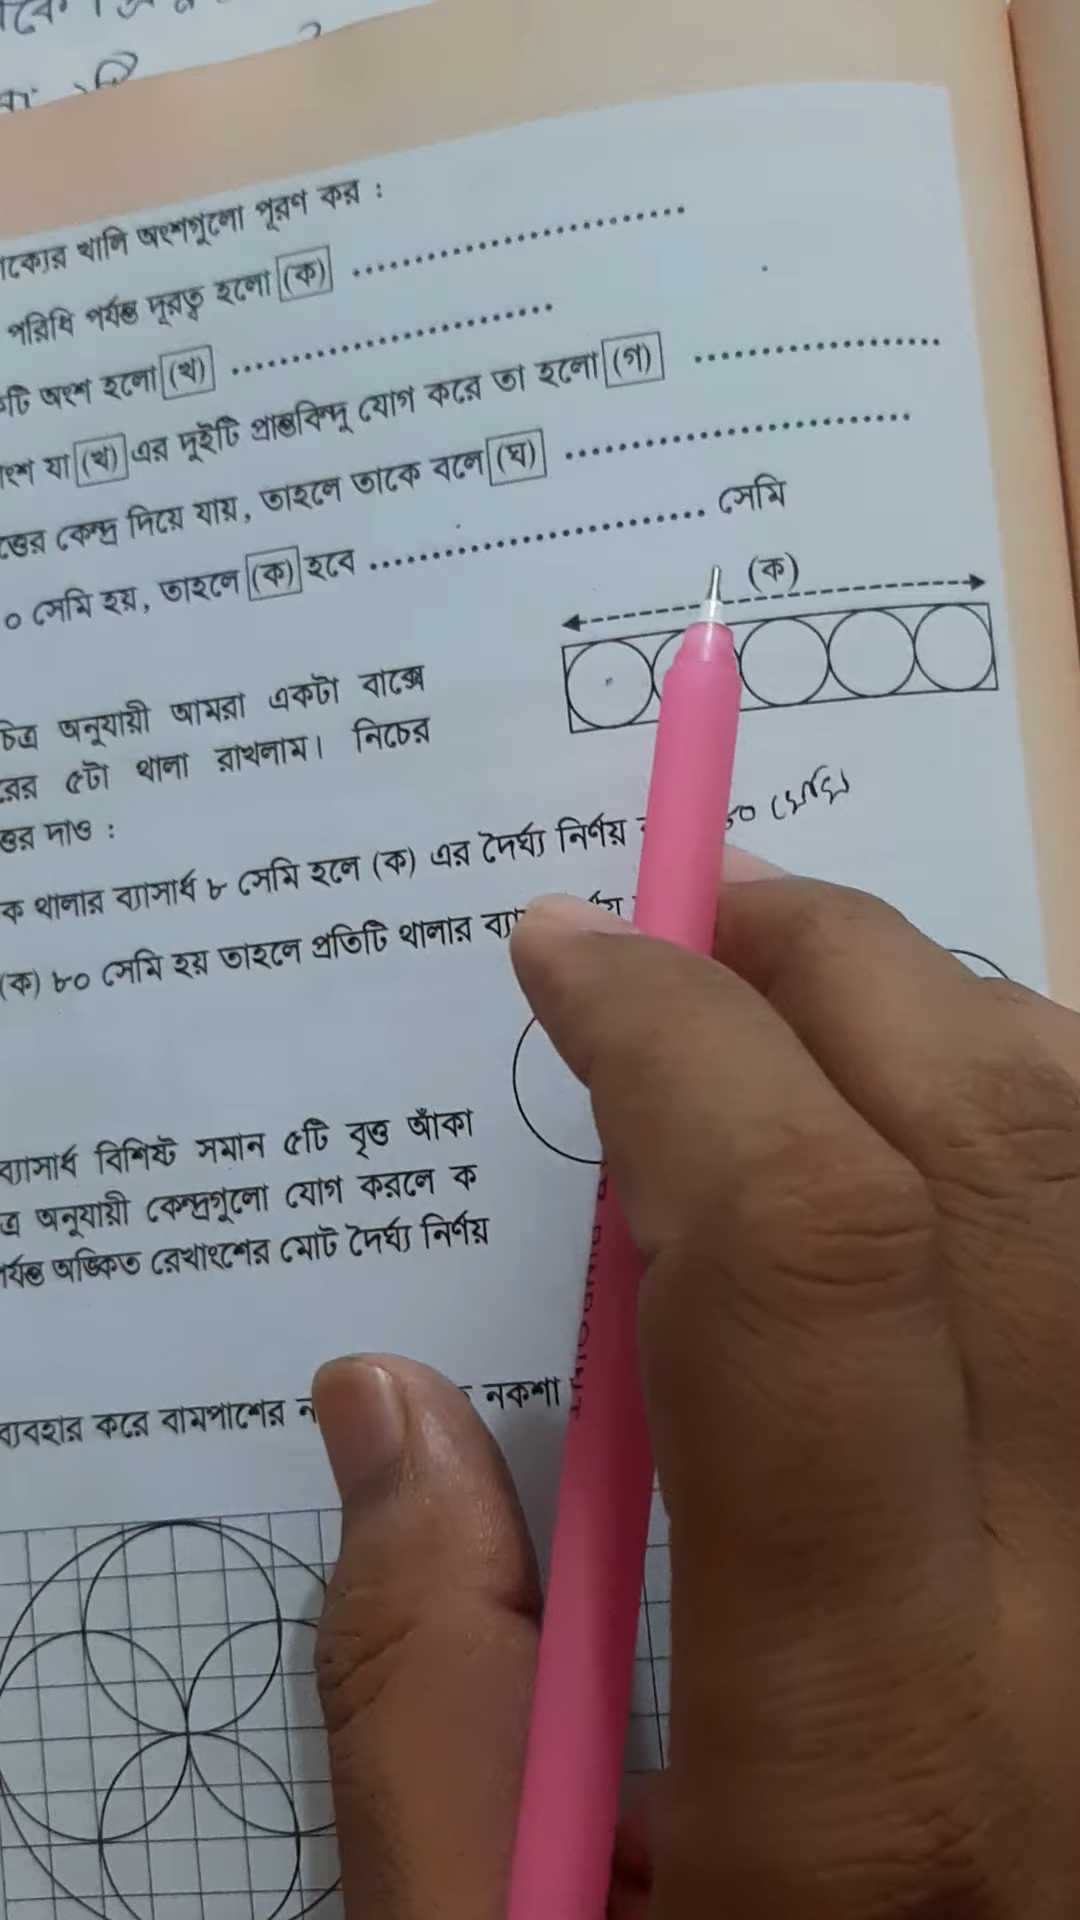 ক্যের খালি অংশগুলো পূরণ কর :
পরিধি পর্যন্ত দূরত্ব হলো (ক) ........................
টি অংশ হলো (খ) ........................
ংশ যা (খ) এর দুইটি প্রান্তবিন্দু যোগ করে তা হলো (গ) ..................
ত্তের কেন্দ্র দিয়ে যায়, তাহলে তাকে বলে (ঘ) ........................
০ সেমি হয়, তাহলে (ক) হবে ........................ সেমি
(ক)
চিত্র অনুযায়ী আমরা একটা বাক্সে
রের ৫টা থালা রাখলাম। নিচের
ত্তর দাও :
ক থালার ব্যাসার্ধ ৮ সেমি হলে (ক) এর দৈর্ঘ্য নির্ণয়
(ক) ৮০ সেমি হয় তাহলে প্রতিটি থালার
ব্যাসার্ধ বিশিষ্ট সমান ৫টি বৃত্ত আঁকা
ত্র অনুযায়ী কেন্দ্রগুলো যোগ করলে ক
র্যন্ত অঙ্কিত রেখাংশের মোট দৈর্ঘ্য নির্ণয়
ব্যবহার করে বামপাশের ন নকশা